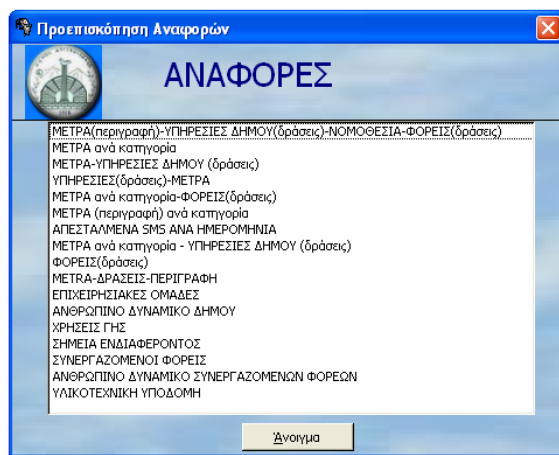 Προεπισκόπηση Αναφορών
ΑΝΑΦΟΡΕΣ
ΜΕΤΡΑ(περιγραφή)-ΥΠΗΡΕΣΙΕΣ ΔΗΜΟΥ(δράσεις)-ΝΟΜΟΘΕΣΙΑ-ΦΟΡΕΙΣ(δράσεις)
ΜΕΤΡΑ ανά κατηγορία
ΜΕΤΡΑ-ΥΠΗΡΕΣΙΕΣ ΔΗΜΟΥ (δράσεις)
ΥΠΗΡΕΣΙΕΣ(δράσεις)-ΜΕΤΡΑ
ΜΕΤΡΑ ανά κατηγορία-ΦΟΡΕΙΣ(δράσεις)
ΜΕΤΡΑ (περιγραφή) ανά κατηγορία
ΑΠΕΣΤΑΛΜΕΝΑ SMS ΑΝΑ ΗΜΕΡΟΜΗΝΙΑ
ΜΕΤΡΑ ανά κατηγορία - ΥΠΗΡΕΣΙΕΣ ΔΗΜΟΥ (δράσεις)
ΦΟΡΕΙΣ(δράσεις)
ΜΕΤRΑ-ΔΡΑΣΕΙΣ-ΠΕΡΙΓΡΑΦΗ
ΕΠΙΧΕΙΡΗΣΙΑΚΕΣ ΟΜΑΔΕΣ
ΑΝΘΡΩΠΙΝΟ ΔΥΝΑΜΙΚΟ ΔΗΜΟΥ
ΧΡΗΣΕΙΣ ΓΗΣ
ΣΗΜΕΙΑ ΕΝΔΙΑΦΕΡΟΝΤΟΣ
ΣΥΝΕΡΓΑΖΟΜΕΝΟΙ ΦΟΡΕΙΣ
ΑΝΘΡΩΠΙΝΟ ΔΥΝΑΜΙΚΟ ΣΥΝΕΡΓΑΖΟΜΕΝΩΝ ΦΟΡΕΩΝ
ΥΛΙΚΟΤΕΧΝΙΚΗ ΥΠΟΔΟΜΗ
Άνοιγμα